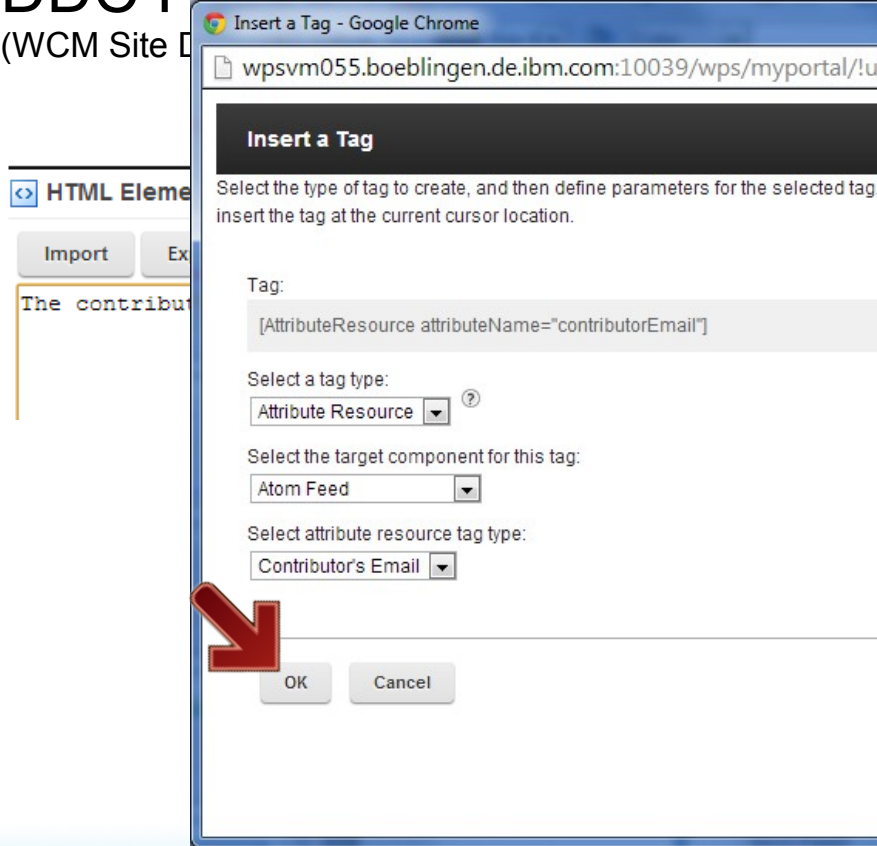 (WCM Site D
Insert a Tag - Google Chrome
wpsvm055.boeblingen.de.ibm.com:10039/wps/myportal/!u
Insert a Tag
Select the type of tag to create, and then define parameters for the selected tag.
insert the tag at the current cursor location.
HTML Eleme
Import
Ex
The contribut
Tag:
[AttributeResource attributeName="contributorEmail"]
Select a tag type:
Attribute Resource
?
Select the target component for this tag:
Atom Feed
Select attribute resource tag type:
Contributor's Email
OK
Cancel